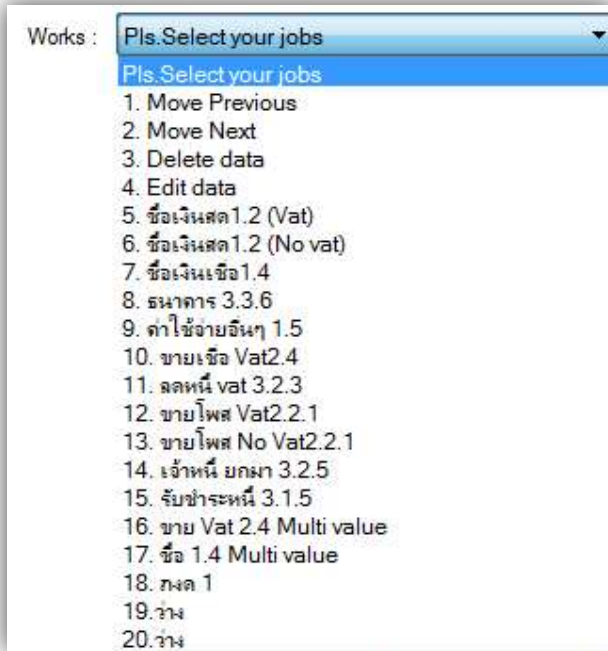 Works : Pls.Select your jobs
Pls.Select your jobs
1. Move Previous
2. Move Next
3. Delete data
4. Edit data
5. ซื้อเงินสด1.2 (Vat)
6. ซื้อเงินสด1.2 (No vat)
7. ซื้อเงินเชื่อ1.4
8. ธนาคาร 3.3.6
9. ค่าใช้จ่ายอื่นๆ 1.5
10. ขายเชื่อ Vat2.4
11. ลดหนี้ vat 3.2.3
12. ขายโพส Vat2.2.1
13. ขายโพส No Vat2.2.1
14. เจ้าหนี้ ยกมา 3.2.5
15. รับชำระหนี้ 3.1.5
16. ขาย Vat 2.4 Multi value
17. ซื้อ 1.4 Multi value
18. ภงด 1
19.ว่าง
20.ว่าง